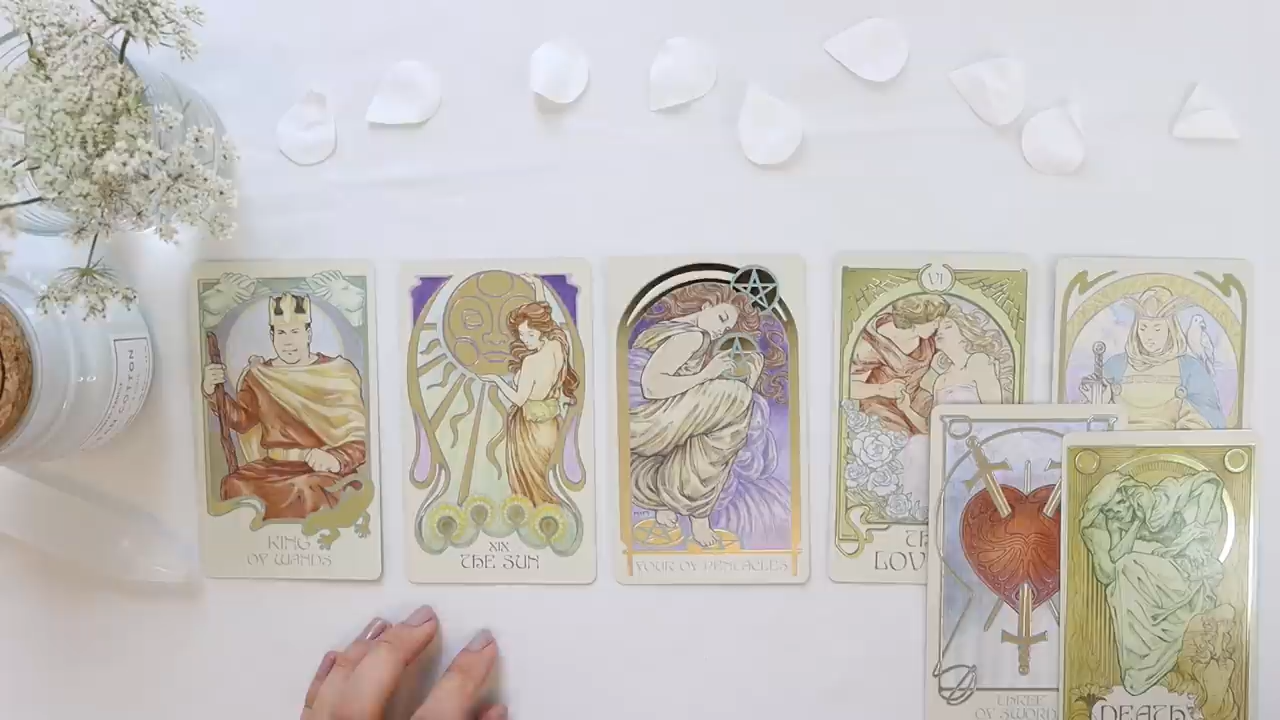 KING
OF WANDS
XIX
THE SUN
FOUR OF PENTACLES
VI
LOV
THREE
OF SWORD
DEATH
COTTON